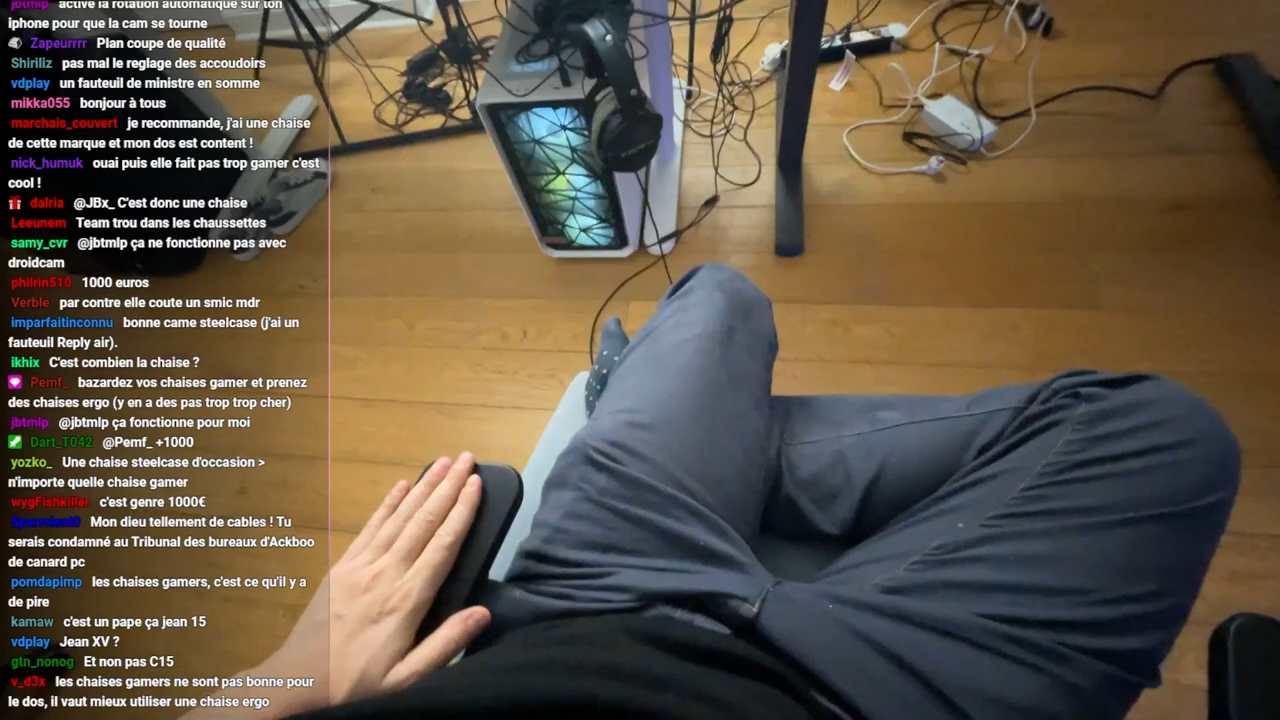 jbtmlp active la rotation automatique sur ton
iphone pour que la cam se tourne
Zapeurrrr Plan coupe de qualité
Shiriliz pas mal le reglage des accoudoirs
vdplay un fauteuil de ministre en somme
mikka055 bonjour à tous
marchais_couvert je recommande, j'ai une chaise
de cette marque et mon dos est content !
nick_humuk ouai puis elle fait pas trop gamer c'est
cool !
dalria @JBx_ C'est donc une chaise
Leeunem Team trou dans les chaussettes
samy_cvr @jbtmlp ça ne fonctionne pas avec
droidcam
philrin510 1000 euros
Verble par contre elle coute un smic mdr
imparfaitinconnu bonne came steelcase (j'ai un
fauteuil Reply air).
ikhix C'est combien la chaise ?
Pemf_ bazardez vos chaises gamer et prenez
des chaises ergo (y en a des pas trop trop cher)
jbtmlp @jbtmlp ça fonctionne pour moi
Dart_T042 @Pemf_ +1000
yozko_ Une chaise steelcase d'occasion >
n'importe quelle chaise gamer
wygFishkiller c'est genre 1000€
Mon dieu tellement de cables ! Tu
serais condamné au Tribunal des bureaux d'Ackboo
de canard pc
pomdapimp les chaises gamers, c'est ce qu'il y a
de pire
kamaw c'est un pape ça jean 15
vdplay Jean XV ?
gtn_nonog Et non pas C15
v_d3x les chaises gamers ne sont pas bonne pour
le dos, il vaut mieux utiliser une chaise ergo